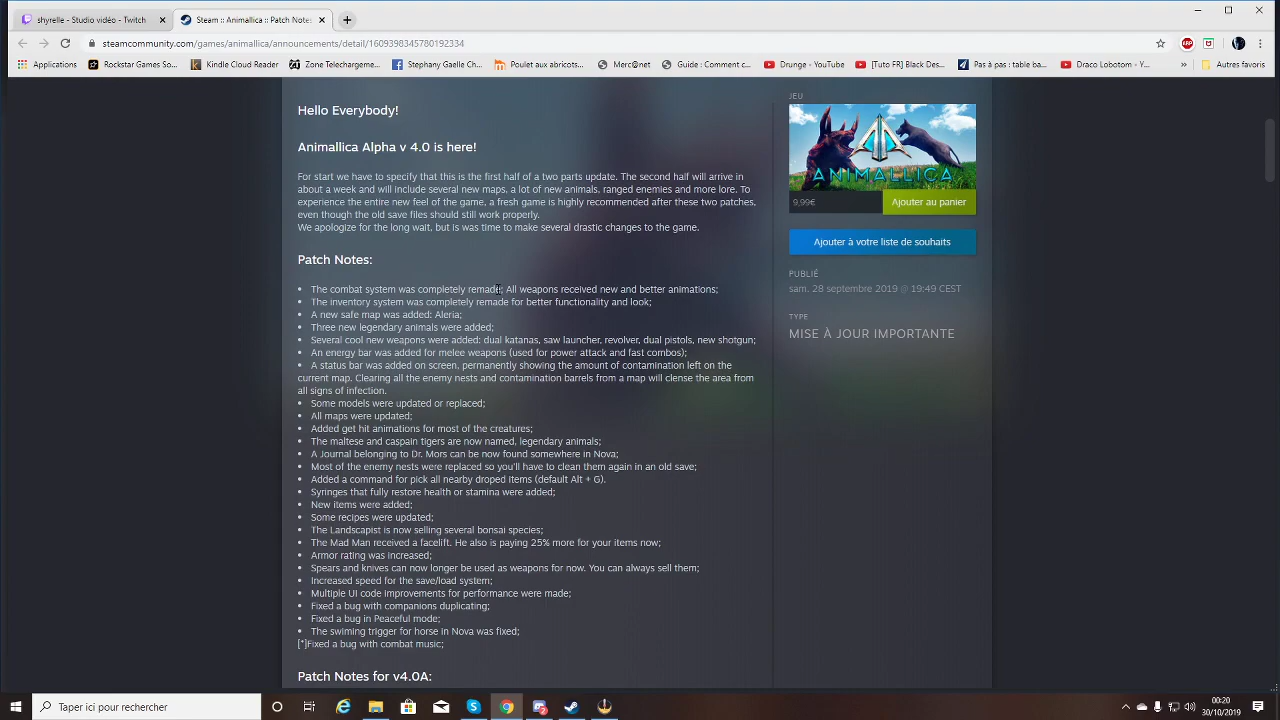 shyrelle - Studio vidéo - Twitch
Steam :: Animallica :: Patch Note
steamcommunity.com/games/animallica/announcements/detail/1609398345780192334
Applications
Rockstar Games So...
Kindle Cloud Reader
Zone Telechargeme...
Stephany Gaëlle Ch...
Poulet aux abricots...
Merc@net
Guide : Comment c...
Drunge - YouTube
[Tuto FR] Black Des...
Pas à pas : table ba...
Draco Lobotom - Y...
»
Autres favoris
Hello Everybody!
Animallica Alpha v 4.0 is here!
For start we have to specify that this is the first half of a two parts update. The second half will arrive in
about a week and will include several new maps, a lot of new animals, ranged enemies and more lore. To
experience the entire new feel of the game, a fresh game is highly recommended after these two patches,
even though the old save files should still work properly.
We apologize for the long wait, but is was time to make several drastic changes to the game.
Patch Notes:
• The combat system was completely remade; All weapons received new and better animations;
• The inventory system was completely remade for better functionality and look;
• A new safe map was added: Aleria;
• Three new legendary animals were added;
• Several cool new weapons were added: dual katanas, saw launcher, revolver, dual pistols, new shotgun;
• An energy bar was added for melee weapons (used for power attack and fast combos);
• A status bar was added on screen, permanently showing the amount of contamination left on the
current map. Clearing all the enemy nests and contamination barrels from a map will clense the area from
all signs of infection.
• Some models were updated or replaced;
• All maps were updated;
• Added get hit animations for most of the creatures;
• The maltese and caspain tigers are now named, legendary animals;
• A Journal belonging to Dr. Mors can be now found somewhere in Nova;
• Most of the enemy nests were replaced so you'll have to clean them again in an old save;
• Added a command for pick all nearby droped items (default Alt + G).
• Syringes that fully restore health or stamina were added;
• New items were added;
• Some recipes were updated;
• The Landscapist is now selling several bonsai species;
• The Mad Man received a facelift. He also is paying 25% more for your items now;
• Armor rating was increased;
• Spears and knives can now longer be used as weapons for now. You can always sell them;
• Increased speed for the save/load system;
• Multiple UI code improvements for performance were made;
• Fixed a bug with companions duplicating;
• Fixed a bug in Peaceful mode;
• The swiming trigger for horse in Nova was fixed;
[*]Fixed a bug with combat music;
Patch Notes for v4.0A:
JEU
ANIMALLICA
9,99€
Ajouter au panier
Ajouter à votre liste de souhaits
PUBLIÉ
sam. 28 septembre 2019 @ 19:49 CEST
TYPE
MISE À JOUR IMPORTANTE
Taper ici pour rechercher
00:20
30/10/2019